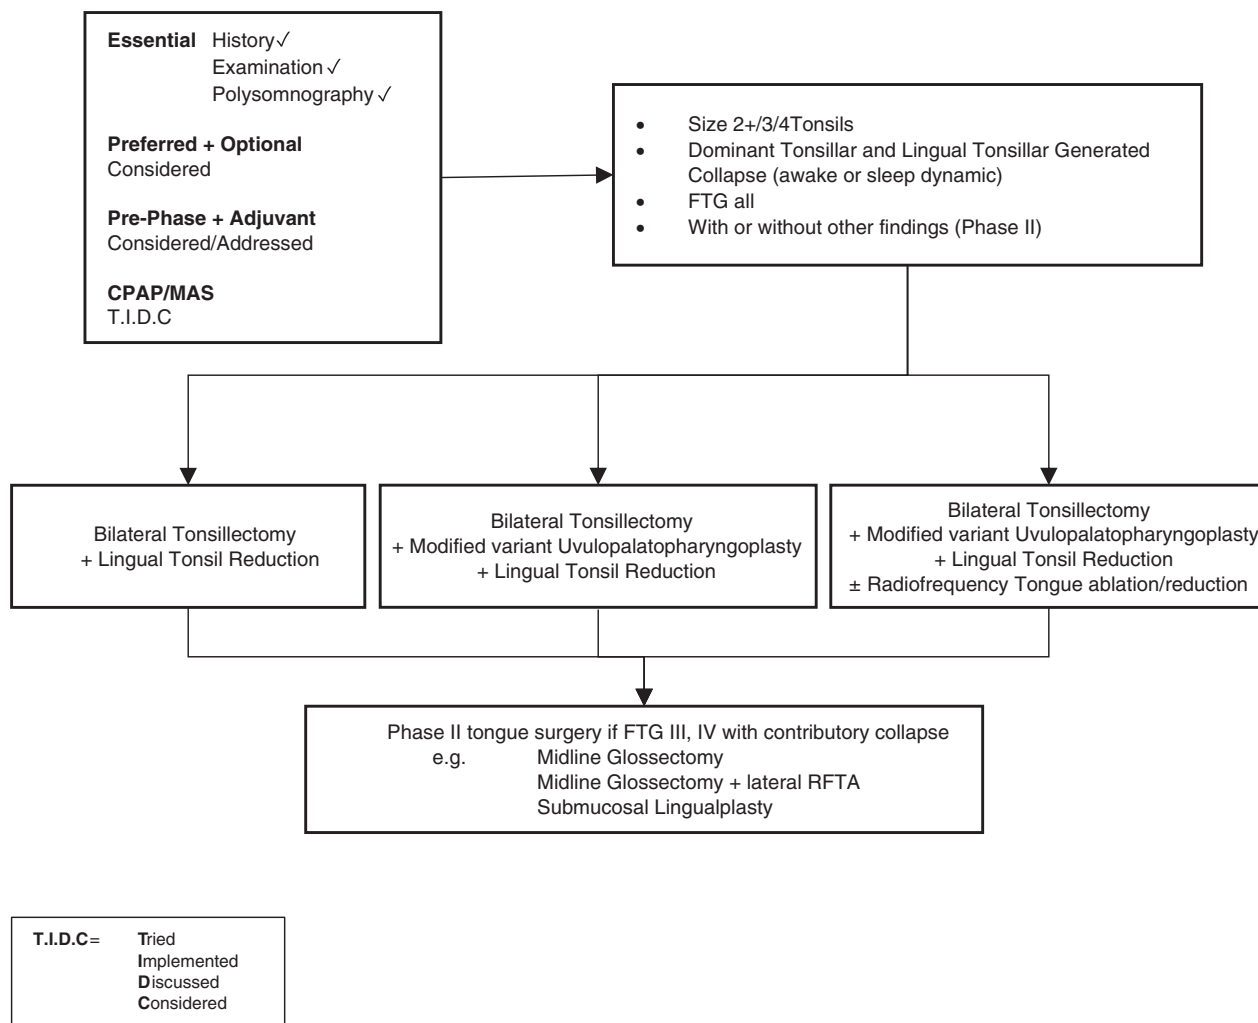 Essential History✓
Examination ✓
Polysomnography ✓
Preferred + Optional
Considered
Pre-Phase + Adjuvant
Considered/Addressed
CPAP/MAS
T.I.D.C
• Size 2+/3/4Tonsils
• Dominant Tonsillar and Lingual Tonsillar Generated
Collapse (awake or sleep dynamic)
• FTG all
• With or without other findings (Phase II)
Bilateral Tonsillectomy
+ Lingual Tonsil Reduction
Bilateral Tonsillectomy
+ Modified variant Uvulopalatopharyngoplasty
+ Lingual Tonsil Reduction
Bilateral Tonsillectomy
+ Modified variant Uvulopalatopharyngoplasty
+ Lingual Tonsil Reduction
± Radiofrequency Tongue ablation/reduction
Phase II tongue surgery if FTG III, IV with contributory collapse
e.g. Midline Glossectomy
Midline Glossectomy + lateral RFTA
Submucosal Lingualplasty
T.I.D.C= Tried
Implemented
Discussed
Considered